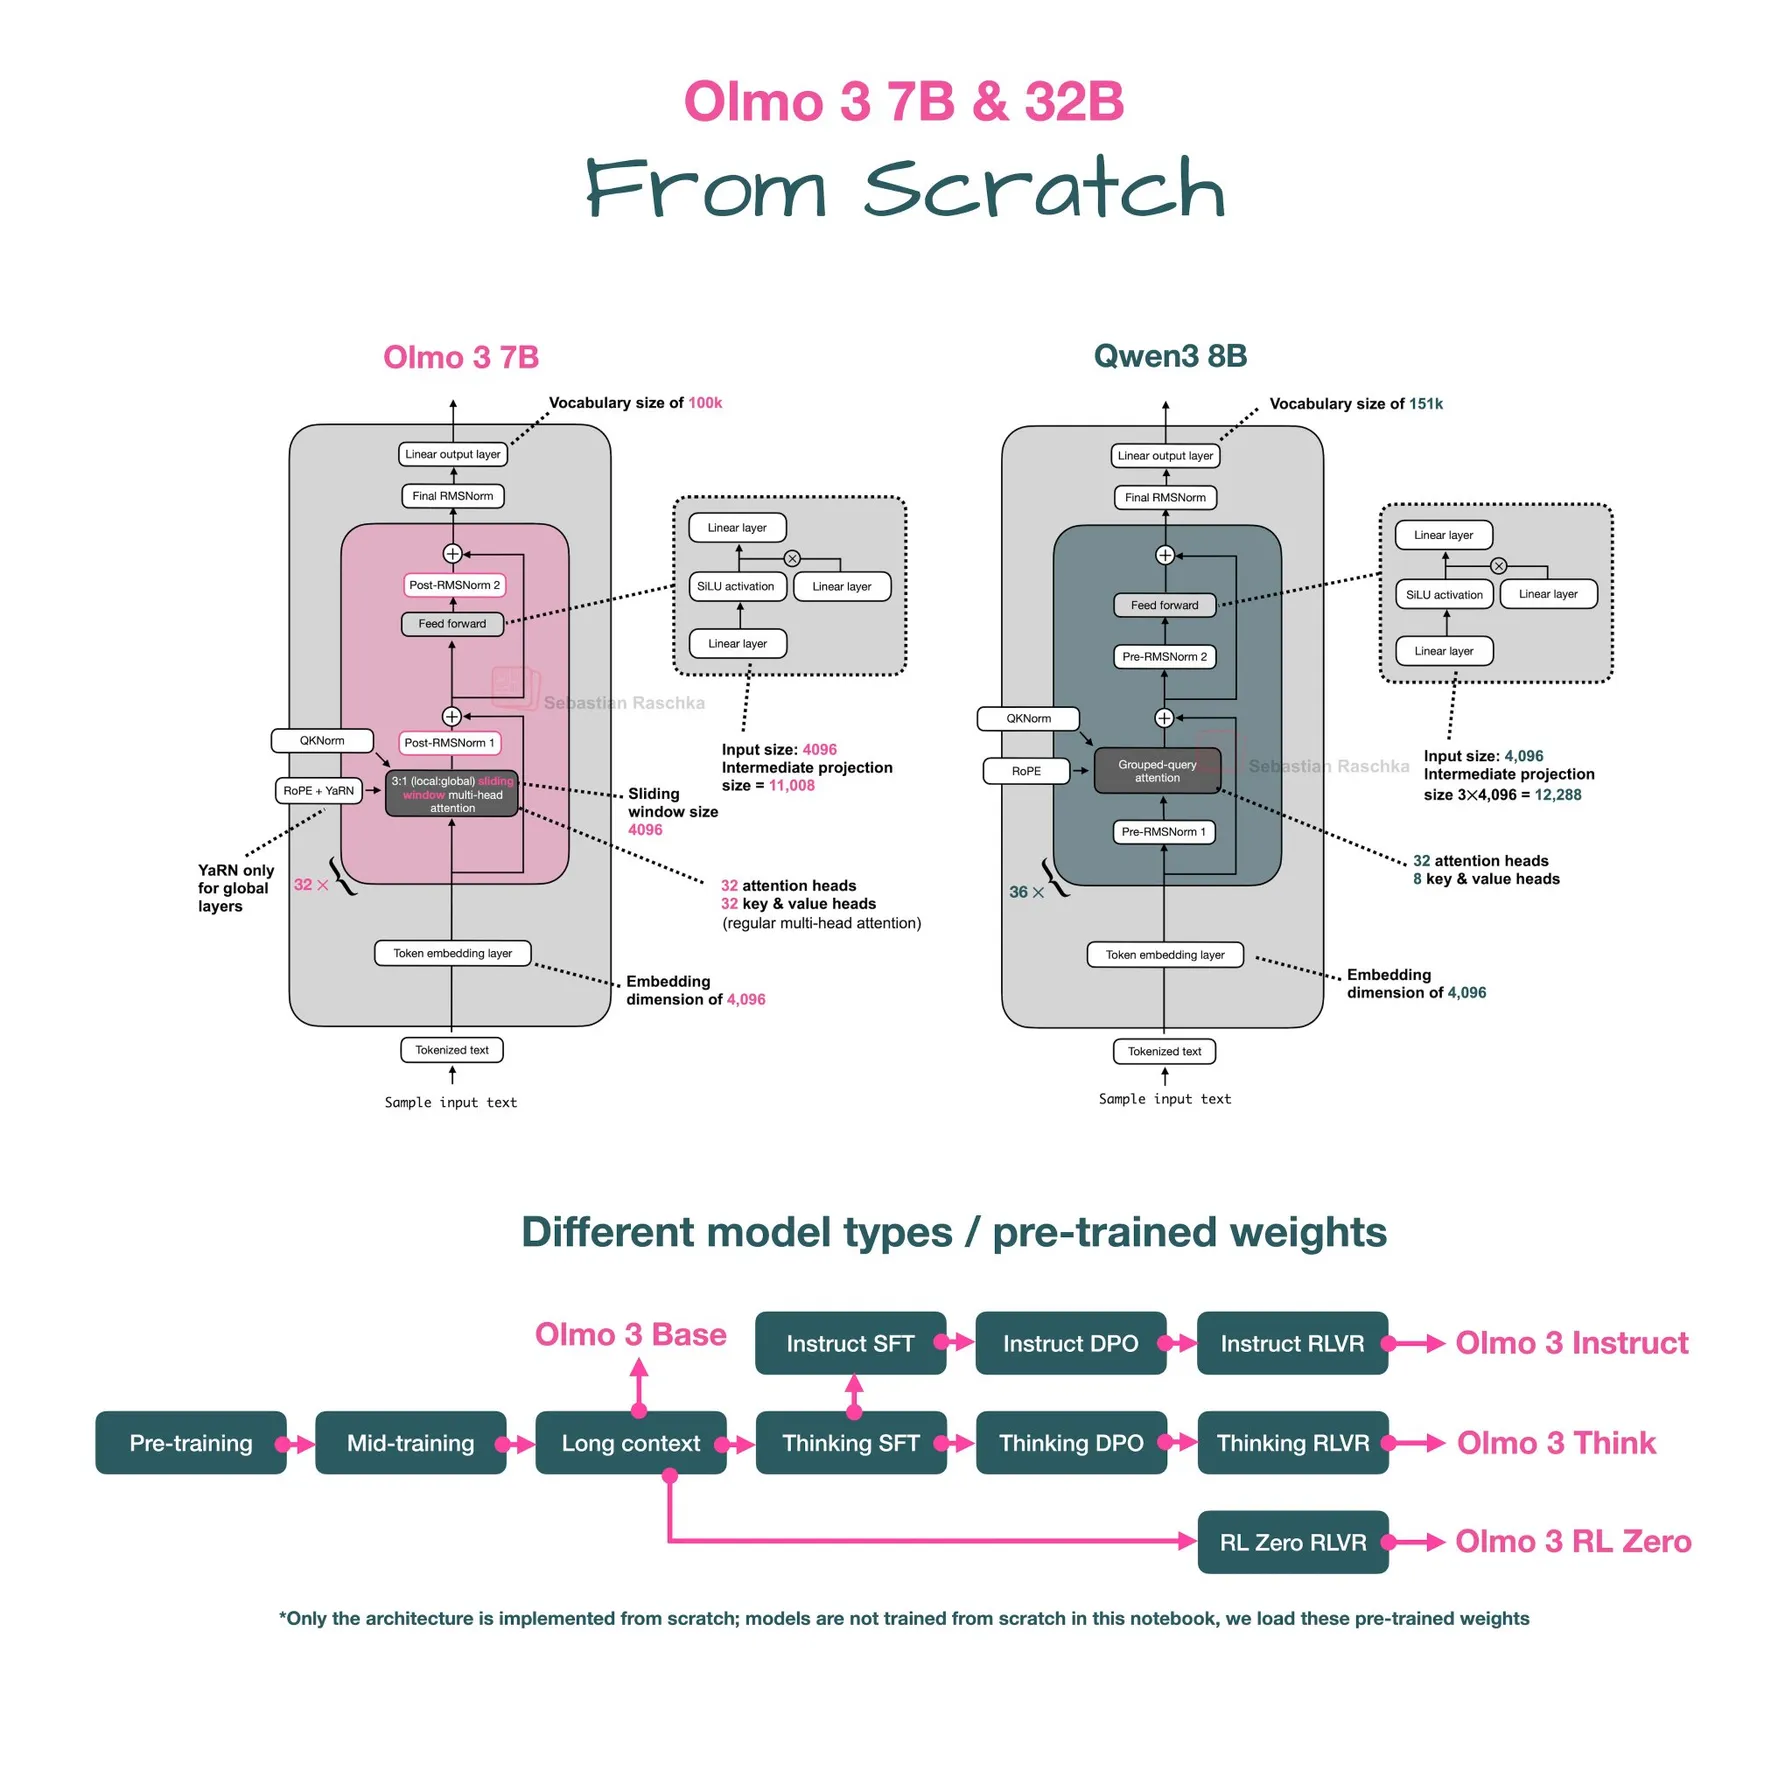 Olmo 3 7B & 32B
From Scratch
Olmo 3 7B
Vocabulary size of 100k
Linear output layer
Final RMSNorm
Post-RMSNorm 2
Feed forward
Linear layer
SiLU activation
Linear layer
Linear layer
Sebastian Raschka
QKNorm
Post-RMSNorm 1
RoPE + YaRN
3:1 (local:global) sliding
window multi-head
attention
Input size: 4096
Intermediate projection
size = 11,008
Sliding
window size
4096
YaRN only
for global
layers
32 ×
32 attention heads
32 key & value heads
(regular multi-head attention)
Token embedding layer
Embedding
dimension of 4,096
Tokenized text
Sample input text
Qwen3 8B
Vocabulary size of 151k
Linear output layer
Final RMSNorm
Feed forward
Pre-RMSNorm 2
Linear layer
SiLU activation
Linear layer
Linear layer
QKNorm
RoPE
Grouped-query
attention
Sebastian Raschka
Input size: 4,096
Intermediate projection
size 3×4,096 = 12,288
Pre-RMSNorm 1
32 attention heads
8 key & value heads
36 ×
Token embedding layer
Embedding
dimension of 4,096
Tokenized text
Sample input text
Different model types / pre-trained weights
Olmo 3 Base
Instruct SFT
Instruct DPO
Instruct RLVR
Olmo 3 Instruct
Pre-training
Mid-training
Long context
Thinking SFT
Thinking DPO
Thinking RLVR
Olmo 3 Think
RL Zero RLVR
Olmo 3 RL Zero
*Only the architecture is implemented from scratch; models are not trained from scratch in this notebook, we load these pre-trained weights